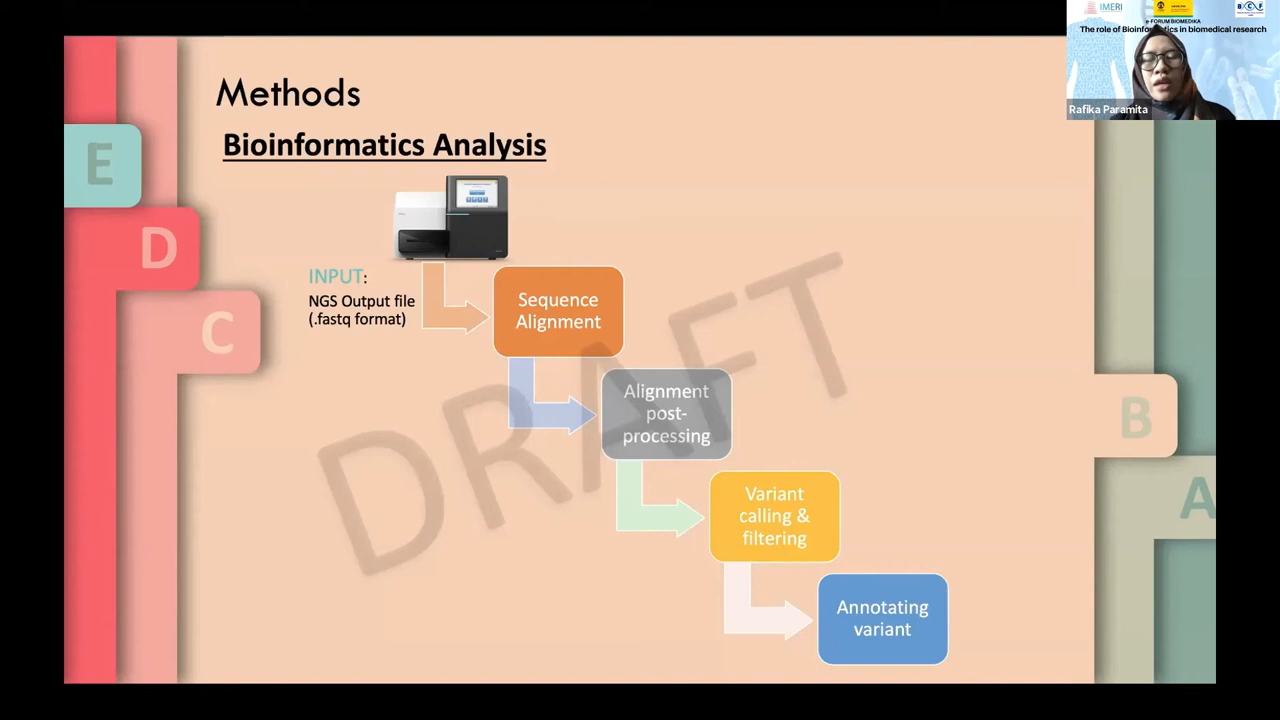 Methods
Bioinformatics Analysis
INPUT:
NGS Output file
(.fastq format)
Sequence
Alignment
Alignment
post-
processing
Variant
calling &
filtering
Annotating
variant
DRAFT
E
D
C
B
A
IMERI
e-FORUM BIOMEDIKA
The role of Bioinformatics in biomedical research
Rafika Paramita